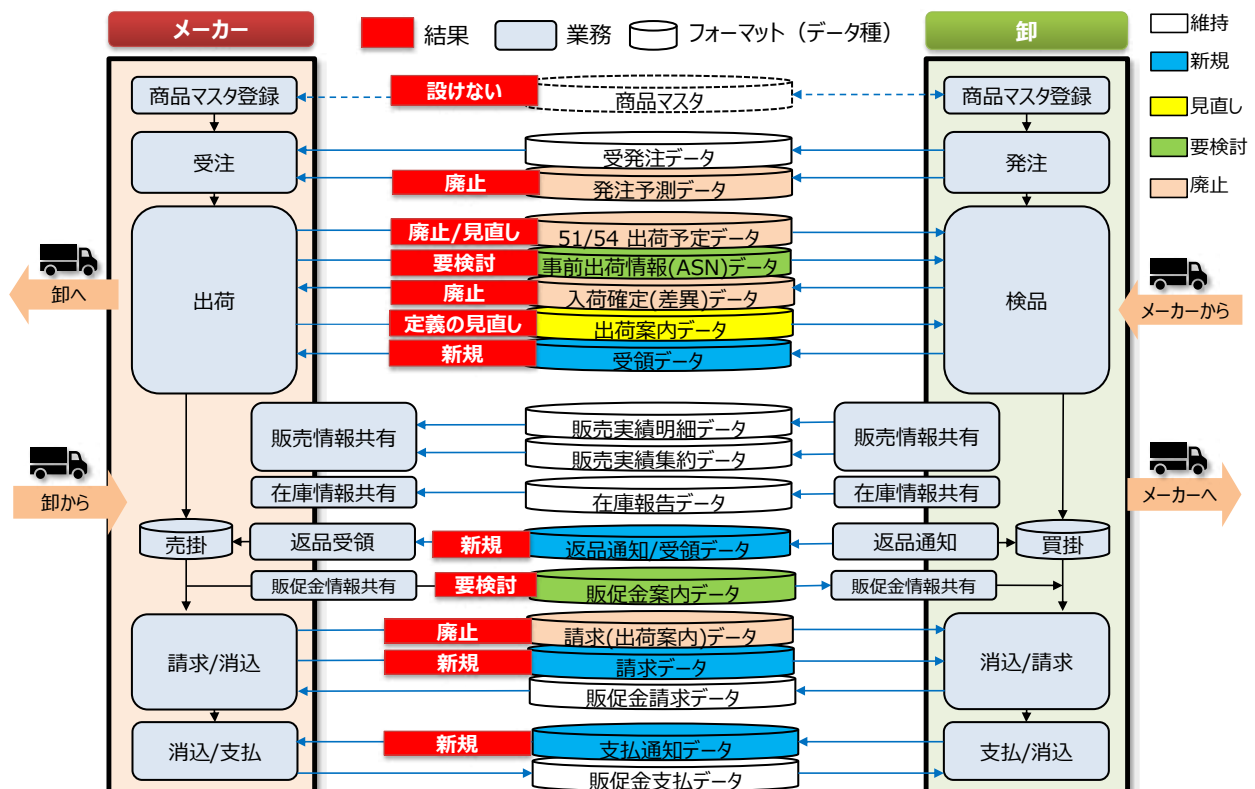 メーカー
結果
業務
フォーマット（データ種）
卸
維持
新規
見直し
要検討
廃止
商品マスタ登録
設けない
商品マスタ
商品マスタ登録
受注
受発注データ
発注
廃止
発注予測データ
廃止/見直し
51/54 出荷予定データ
要検討
事前出荷情報(ASN)データ
廃止
入荷確定(差異)データ
定義の見直し
出荷案内データ
新規
受領データ
出荷
検品
卸へ
メーカーから
販売情報共有
販売実績明細データ
販売実績集約データ
販売情報共有
卸から
メーカーへ
在庫情報共有
在庫報告データ
在庫情報共有
売掛
返品受領
新規
返品通知/受領データ
返品通知
買掛
販促金情報共有
要検討
販促金案内データ
販促金情報共有
請求/消込
廃止
請求(出荷案内)データ
新規
請求データ
販促金請求データ
消込/請求
消込/支払
新規
支払通知データ
販促金支払データ
支払/消込